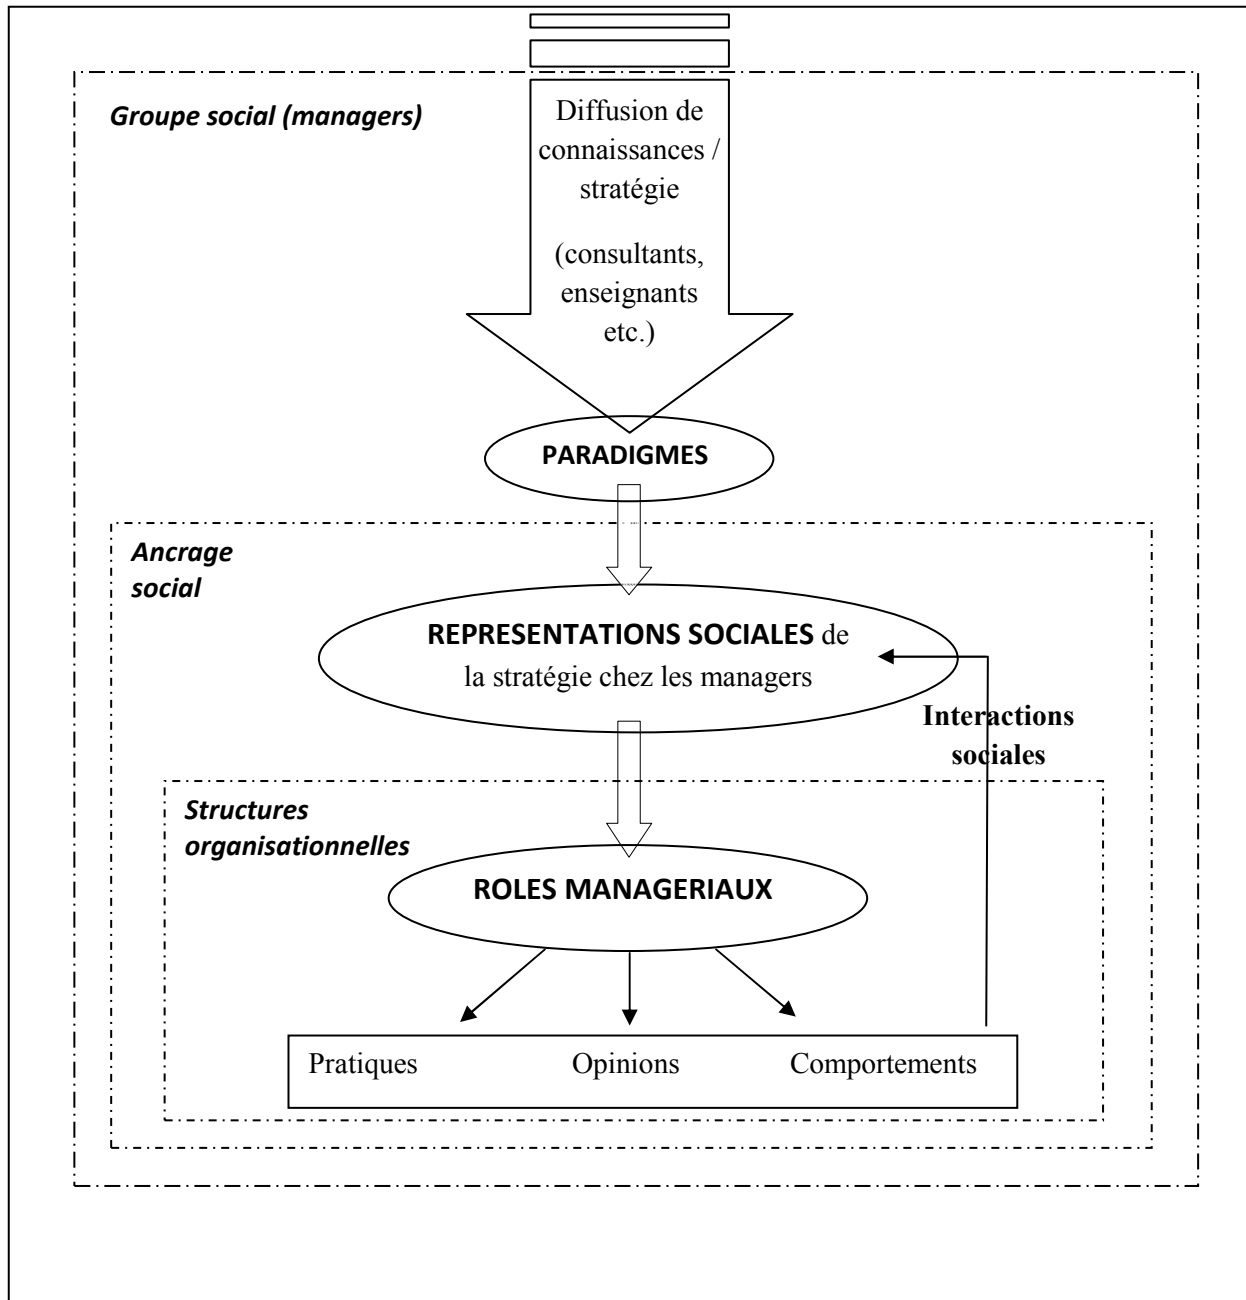 Groupe social (managers)
Diffusion de
connaissances /
stratégie
(consultants,
enseignants
etc.)
PARADIGMES
Ancrage
social
REPRESENTATIONS SOCIALES de
la stratégie chez les managers
Interactions
sociales
Structures
organisationnelles
ROLES MANAGERIAUX
Pratiques Opinions Comportements